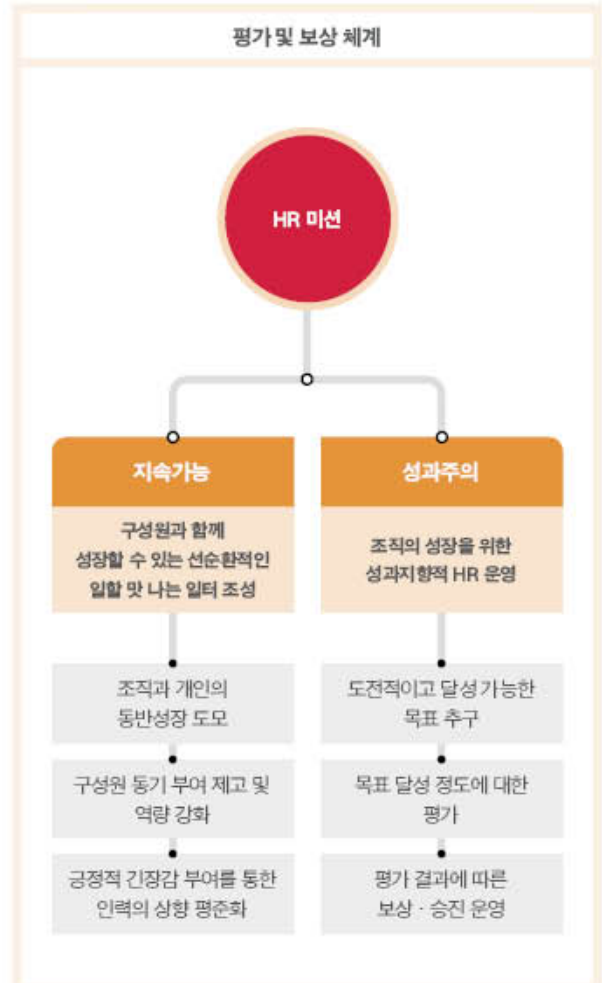 평가 및 보상 체계
HR 미션
지속가능
구성원과 함께
성장할 수 있는 선순환적인
일할 맛 나는 일터 조성
조직과 개인의
동반성장 도모
구성원 동기 부여 제고 및
역량 강화
긍정적 긴장감 부여를 통한
인력의 상향 평준화
성과주의
조직의 성장을 위한
성과지향적 HR 운영
도전적이고 달성 가능한
목표 추구
목표 달성 정도에 대한
평가
평가 결과에 따른
보상 · 승진 운영